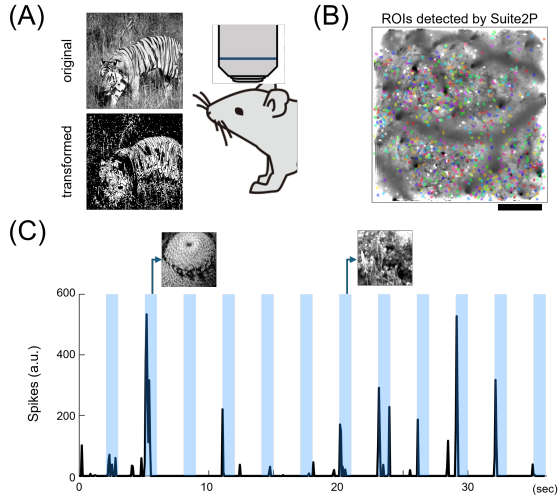 (A)
original
transformed
(B)
ROIs detected by Suite2P
(C)
Spikes (a.u.)
600
400
200
0
0
10
20
30
(sec)